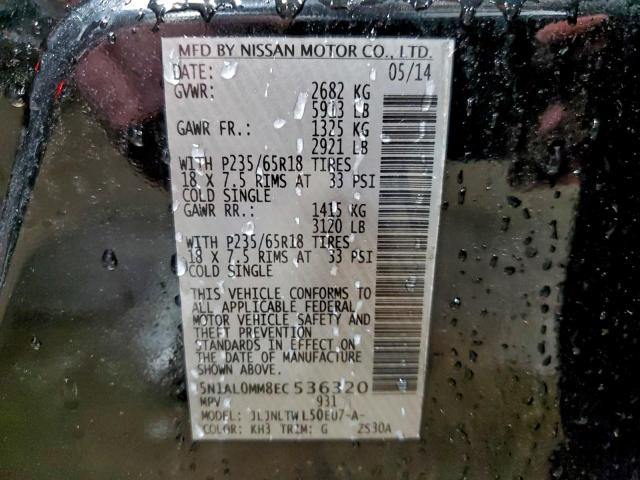 MFD BY NISSAN MOTOR CO., LTD.
DATE: 05/14
GVWR: 2682 KG
5913 LB
GAWR FR.: 1325 KG
2921 LB
WITH P235/65R18 TIRES
18 X 7.5 RIMS AT 33 PSI
COLD SINGLE
GAWR RR.: 1415 KG
3120 LB
WITH P235/65R18 TIRES
18 X 7.5 RIMS AT 33 PSI
COLD SINGLE
THIS VEHICLE CONFORMS TO
ALL APPLICABLE FEDERAL
MOTOR VEHICLE SAFETY AND
THEFT PREVENTION
STANDARDS IN EFFECT ON
THE DATE OF MANUFACTURE
SHOWN ABOVE.
5N1AL0MM8EC536320
MPV 931
MODEL: JLJNLTWL50EU7-A-
COLOR: KH3 TRIM: G 2S30A